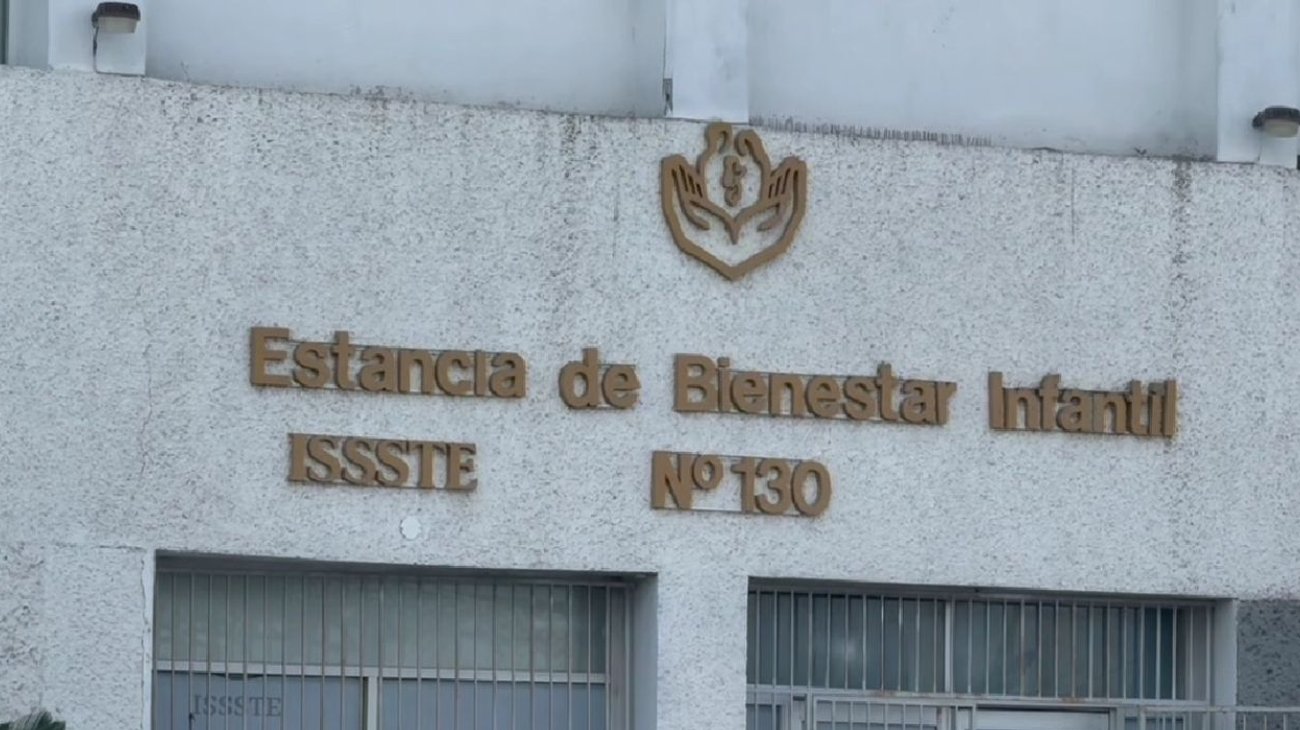 Estancia de Bienestar Infantil
ISSSTE Nº 130
ISSSTE